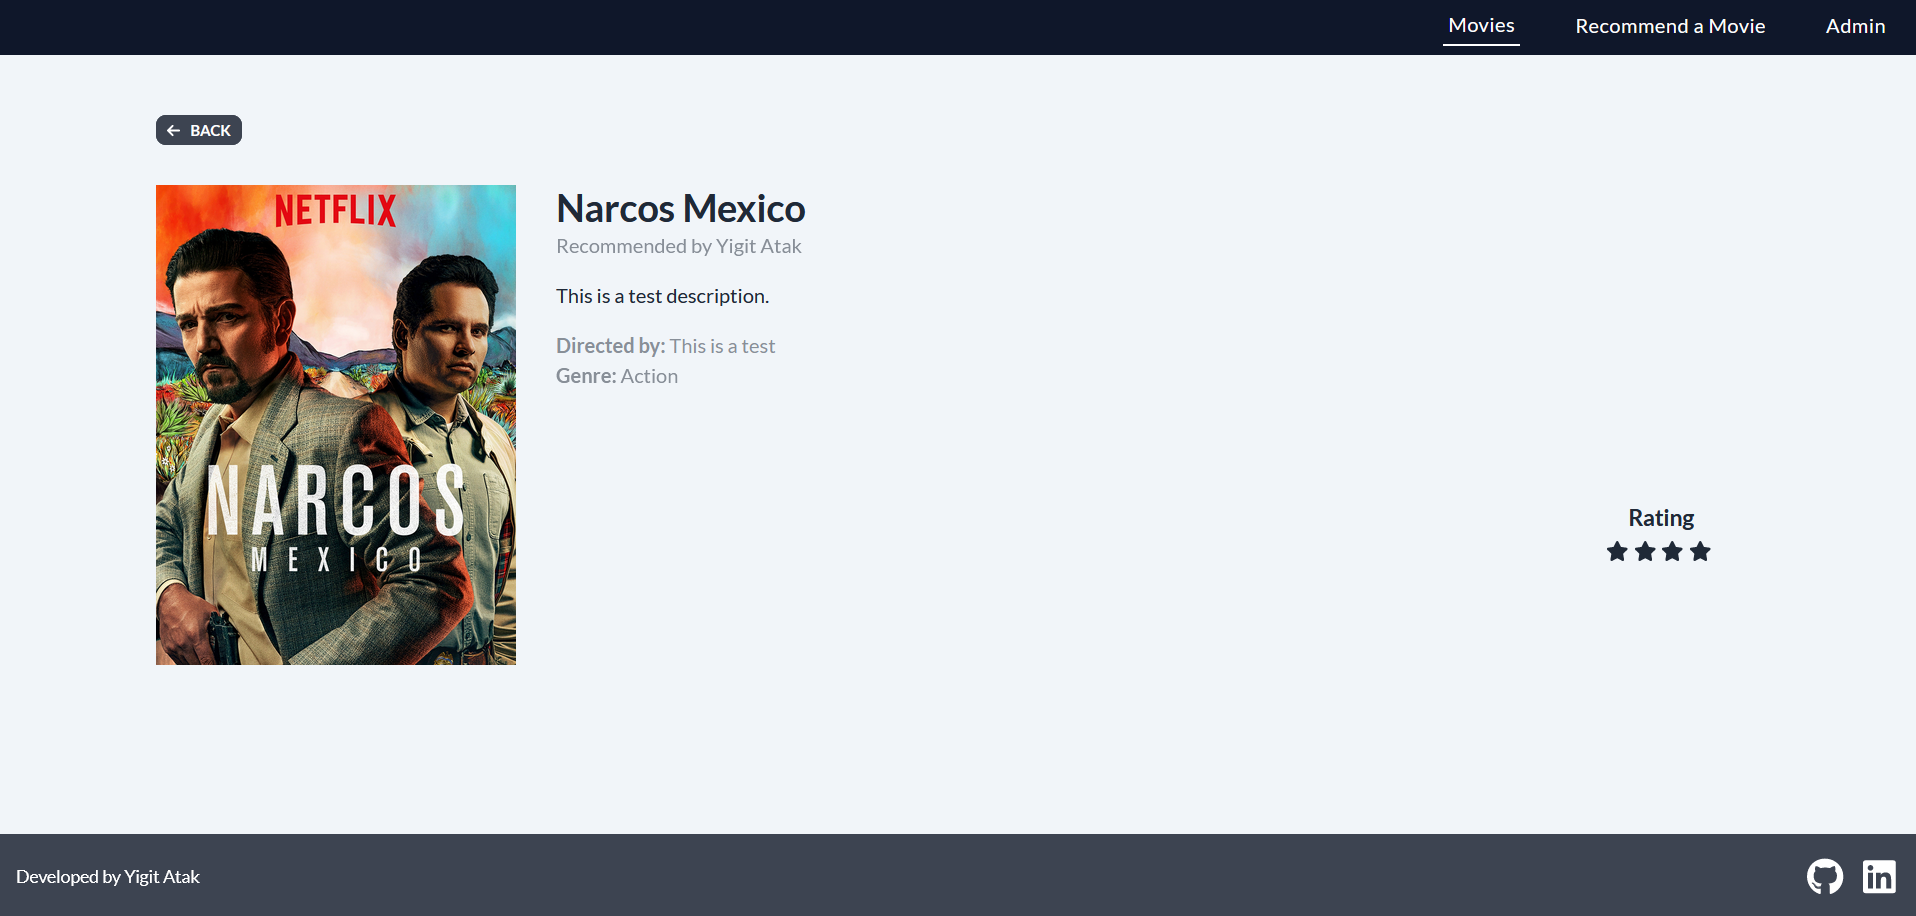 Movies
Recommend a Movie
Admin
BACK
NETFLIX
NARCOS
MEXICO
Narcos Mexico
Recommended by Yigit Atak
This is a test description.
Directed by: This is a test
Genre: Action
Rating
Developed by Yigit Atak
in